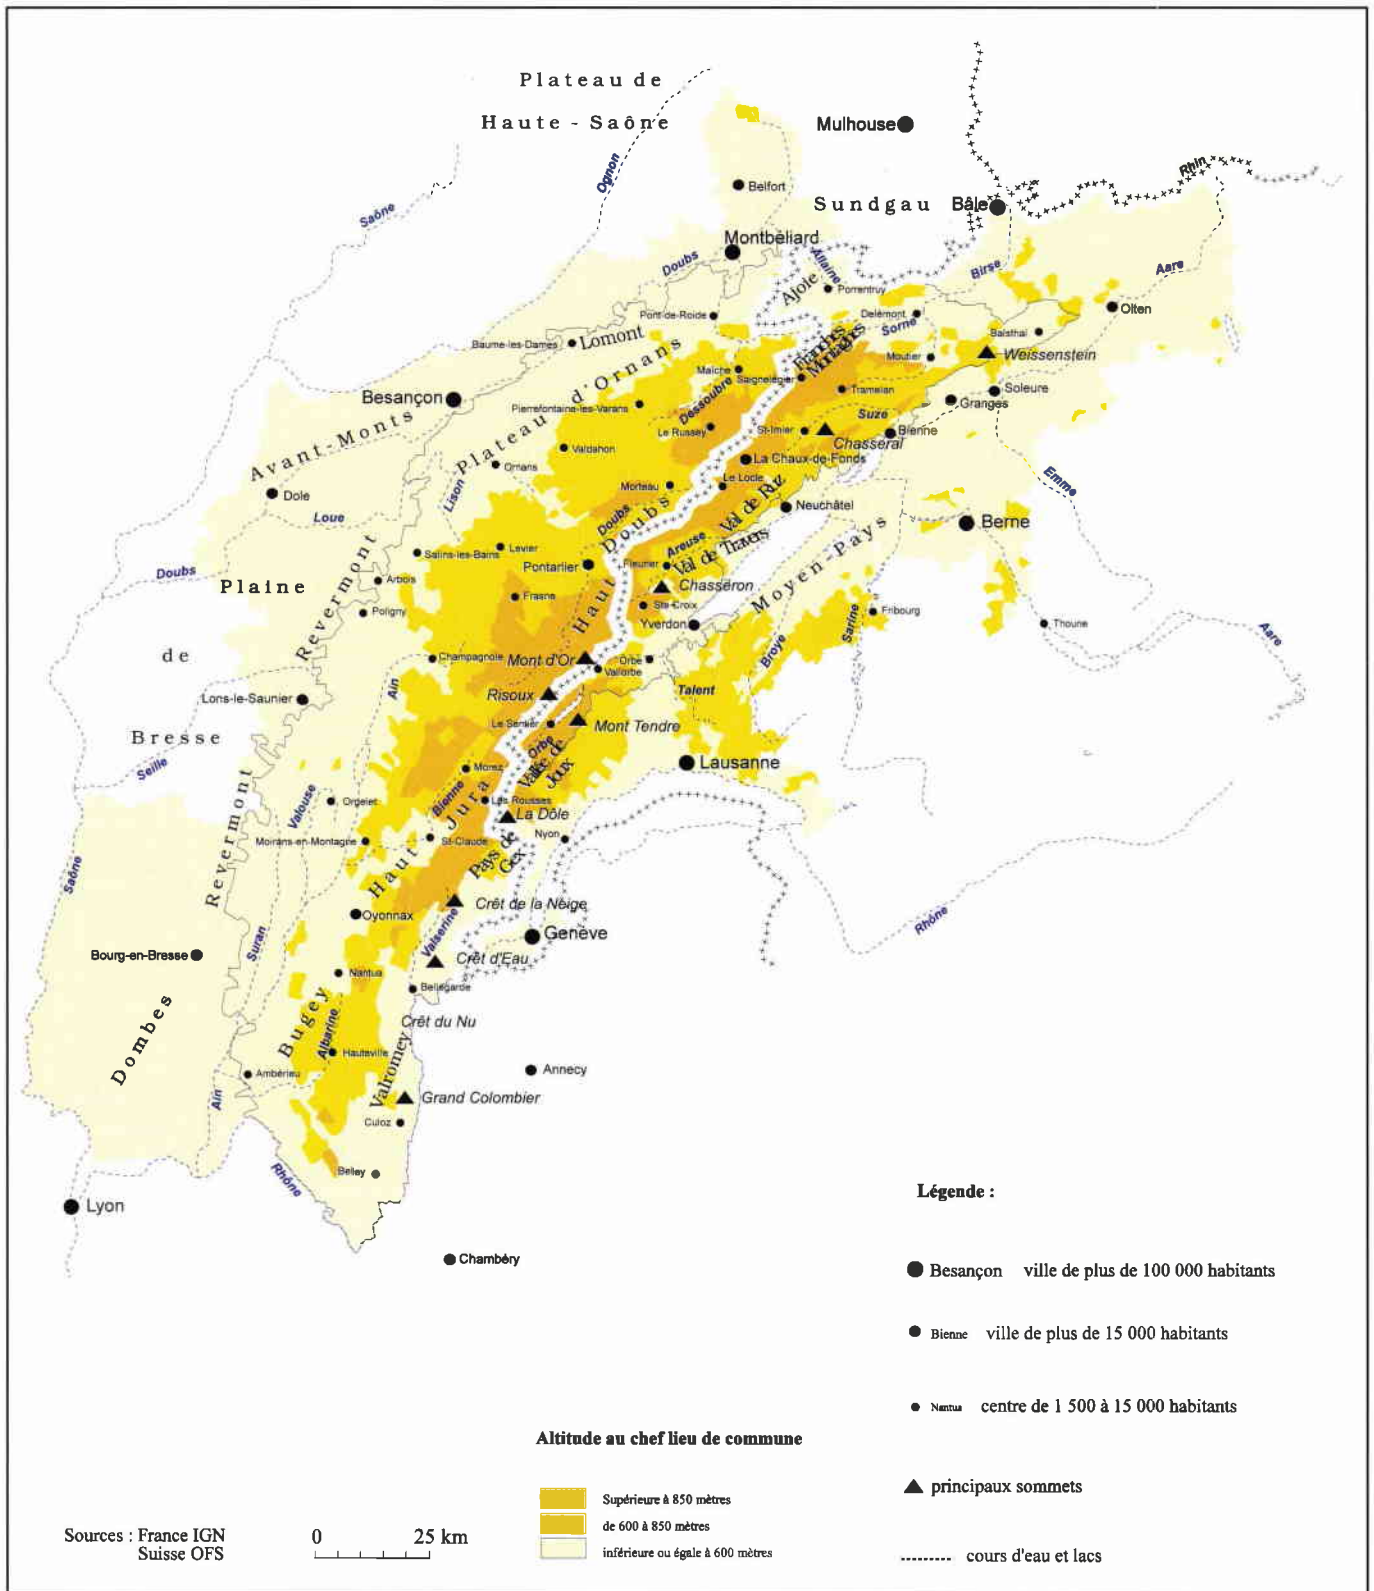 Plateau de
Haute - Saône
Mulhouse
Ognon
Rhin
Belfort
Saône
Sundgau
Bâle
Montbéliard
Doubs
Allaine
Birse
Aare
Ajoie
Porrentruy
Pont-de-Roide
Delémont
Olten
Sorne
Balsthal
Baume-les-Dames
Lomont
Franches
Montagnes
Moutier
Weissenstein
Maîche
Saignelégier
Tramelan
Soleure
Besançon
Plateau d'Ornans
Dessoubre
Granges
Pierrefontaine-les-Varans
Suze
Le Russey
St-Imier
Bienne
Chasseral
Avant-Monts
Valdahon
La Chaux-de-Fonds
Ornans
Emme
Dole
Lison
Morteau
Le Locle
Val de Ruz
Neuchâtel
Loue
Doubs
Berne
Areuse
Val de Travers
Moyen-Pays
Salins-les-Bains
Levier
Pontarlier
Fleurier
Doubs
Plaine
Arbois
Haut Doubs
Chasseron
Frasne
Ste-Croix
Poligny
Revermont
Yverdon
Sarine
Fribourg
Thoune
Aare
de
Champagnole
Mont d'Or
Orbe
Broye
Vallorbe
Ain
Risoux
Talent
Lons-le-Saunier
Le Sentier
Mont Tendre
Bresse
Orbe
Vallée de
Joux
Seille
Morez
Lausanne
Revermont
Valouse
Orgelet
Bienne
Les Rousses
La Dôle
Moirans-en-Montagne
St-Claude
Nyon
Haut Jura
Pays de
Gex
Saône
Crêt de la Neige
Oyonnax
Valserine
Rhône
Genève
Suran
Bourg-en-Bresse
Crêt d'Eau
Nantua
Bellegarde
Dombes
Bugey
Albarine
Crêt du Nu
Hauteville
Valromey
Ambérieu
Annecy
Ain
Grand Colombier
Culoz
Rhône
Belley
Lyon
Chambéry
Légende :
Besançon ville de plus de 100 000 habitants
Bienne ville de plus de 15 000 habitants
Nantua centre de 1 500 à 15 000 habitants
principaux sommets
cours d'eau et lacs
Altitude au chef lieu de commune
Supérieure à 850 mètres
de 600 à 850 mètres
inférieure ou égale à 600 mètres
Sources : France IGN
Suisse OFS
0 25 km